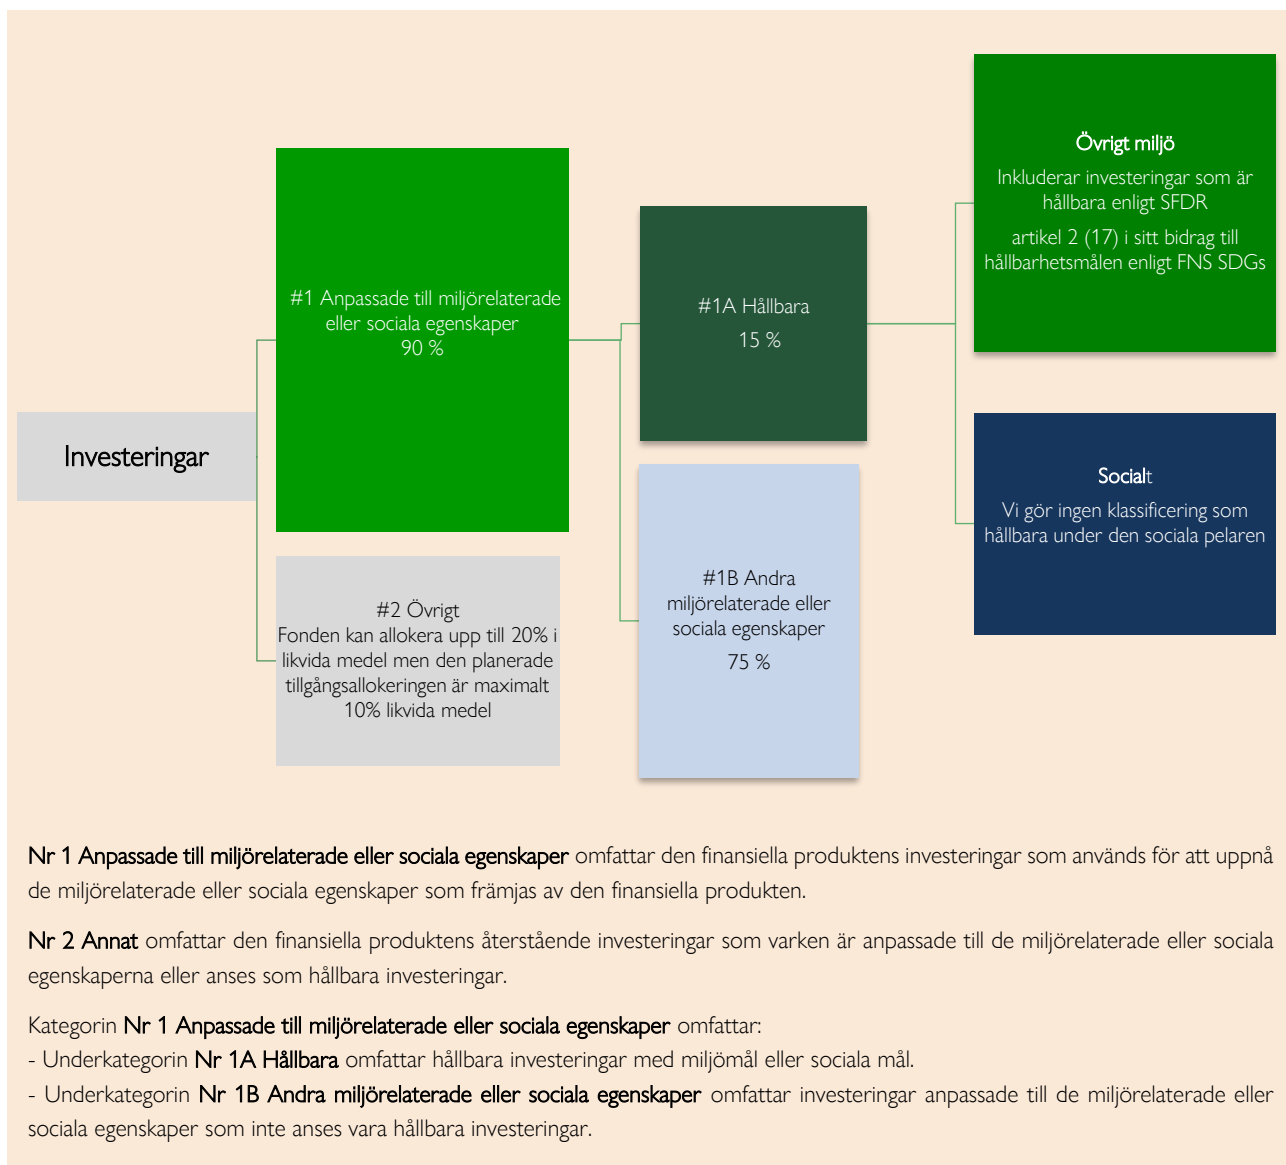 Investeringar
#1 Anpassade till miljörelaterade
eller sociala egenskaper
90 %
#2 Övrigt
Fonden kan allokera upp till 20% i
likvida medel men den planerade
tillgångsallokeringen är maximalt
10% likvida medel
#1A Hållbara
15 %
#1B Andra
miljörelaterade eller
sociala egenskaper
75 %
Övrigt miljö
Inkluderar investeringar som är
hållbara enligt SFDR
artikel 2 (17) i sitt bidrag till
hållbarhetsmålen enligt FNS SDGs
Socialt
Vi gör ingen klassificering som
hållbara under den sociala pelaren
Nr 1 Anpassade till miljörelaterade eller sociala egenskaper omfattar den finansiella produktens investeringar som används för att uppnå
de miljörelaterade eller sociala egenskaper som främjas av den finansiella produkten.
Nr 2 Annat omfattar den finansiella produktens återstående investeringar som varken är anpassade till de miljörelaterade eller sociala
egenskaperna eller anses som hållbara investeringar.
Kategorin Nr 1 Anpassade till miljörelaterade eller sociala egenskaper omfattar:
- Underkategorin Nr 1A Hållbara omfattar hållbara investeringar med miljömål eller sociala mål.
- Underkategorin Nr 1B Andra miljörelaterade eller sociala egenskaper omfattar investeringar anpassade till de miljörelaterade eller
sociala egenskaper som inte anses vara hållbara investeringar.